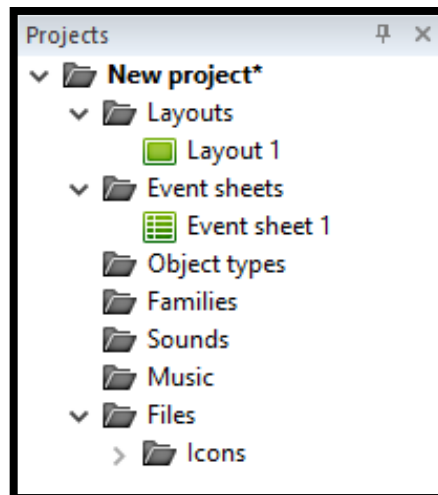 Projects
New project*
Layouts
Layout 1
Event sheets
Event sheet 1
Object types
Families
Sounds
Music
Files
Icons